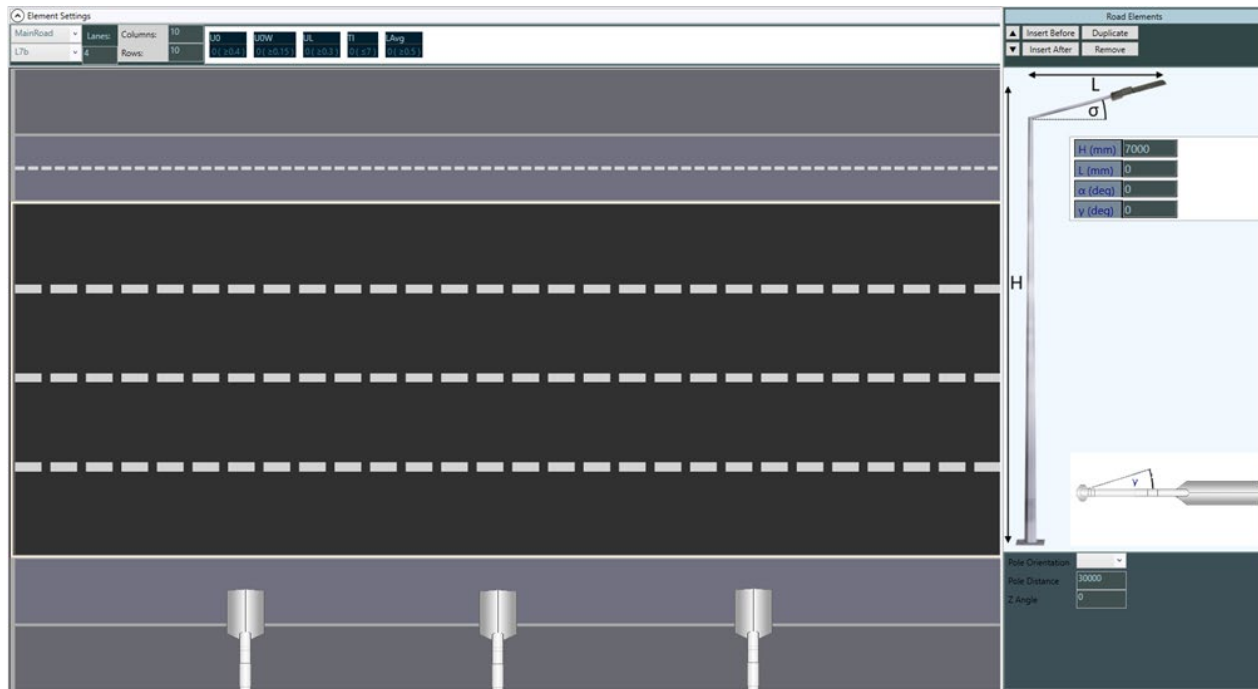 Element Settings
MainRoad
Lanes:
Columns:
10
L7b
4
Rows:
10
U0
U0W
UL
TI
LAvg
0 ( ≥0.4 )
0 ( ≥0.15 )
0 ( ≥0.3 )
0 ( ≤7 )
0 ( ≥0.5 )
Road Elements
Insert Before
Duplicate
Insert After
Remove
L
σ
H
H (mm) 7000
L (mm) 0
α (deg) 0
γ (deg) 0
γ
Pole Orientation
Pole Distance 30000
Z Angle 0